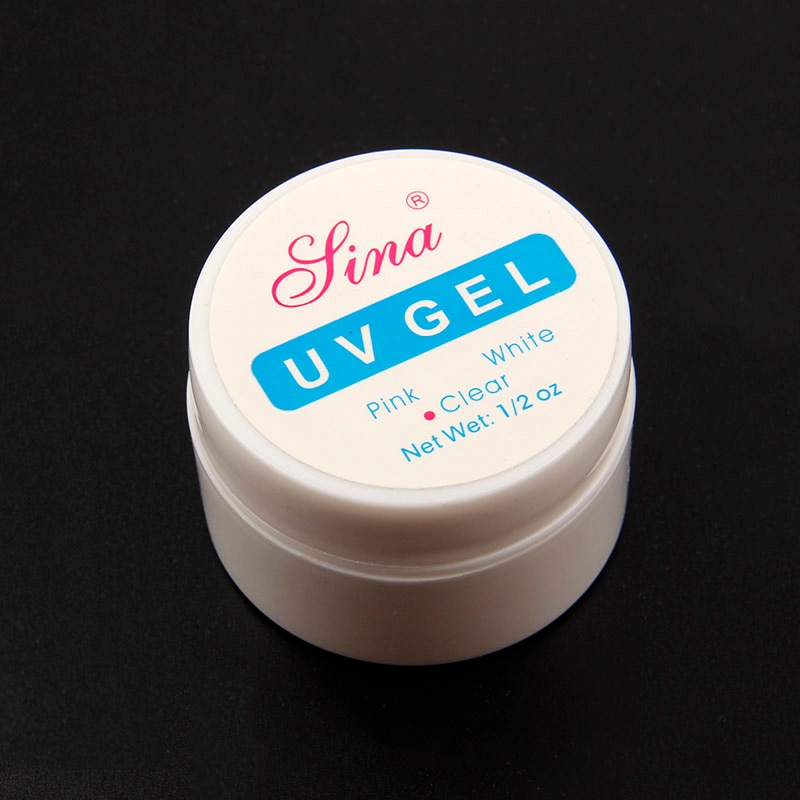 Sina®
UV GEL
Pink White
•Clear
Net Wet: 1/2 oz